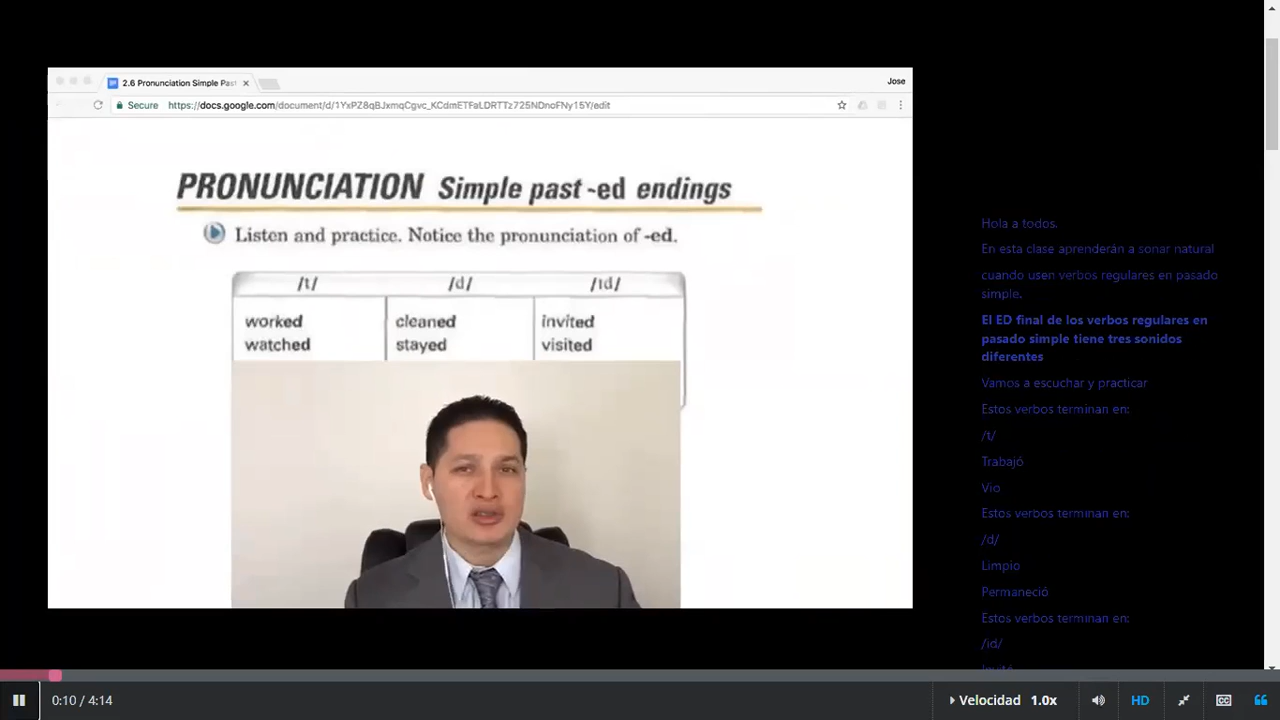 2.6 Pronunciation Simple Pas
Jose
Secure https://docs.google.com/document/d/1YxPZ8qBJxmqCgvc_KCdmETFaLDRTTz725NDnoFNy15Y/edit
PRONUNCIATION Simple past -ed endings
Listen and practice. Notice the pronunciation of -ed.
/t/ /d/ /ɪd/
worked cleaned invited
watched stayed visited
Hola a todos.
En esta clase aprenderán a sonar natural
cuando usen verbos regulares en pasado
simple.
El ED final de los verbos regulares en
pasado simple tiene tres sonidos
diferentes
Vamos a escuchar y practicar
Estos verbos terminan en:
/t/
Trabajó
Vio
Estos verbos terminan en:
/d/
Limpio
Permaneció
Estos verbos terminan en:
/id/
Invitó
0:10 / 4:14
Velocidad 1.0x
HD
CC